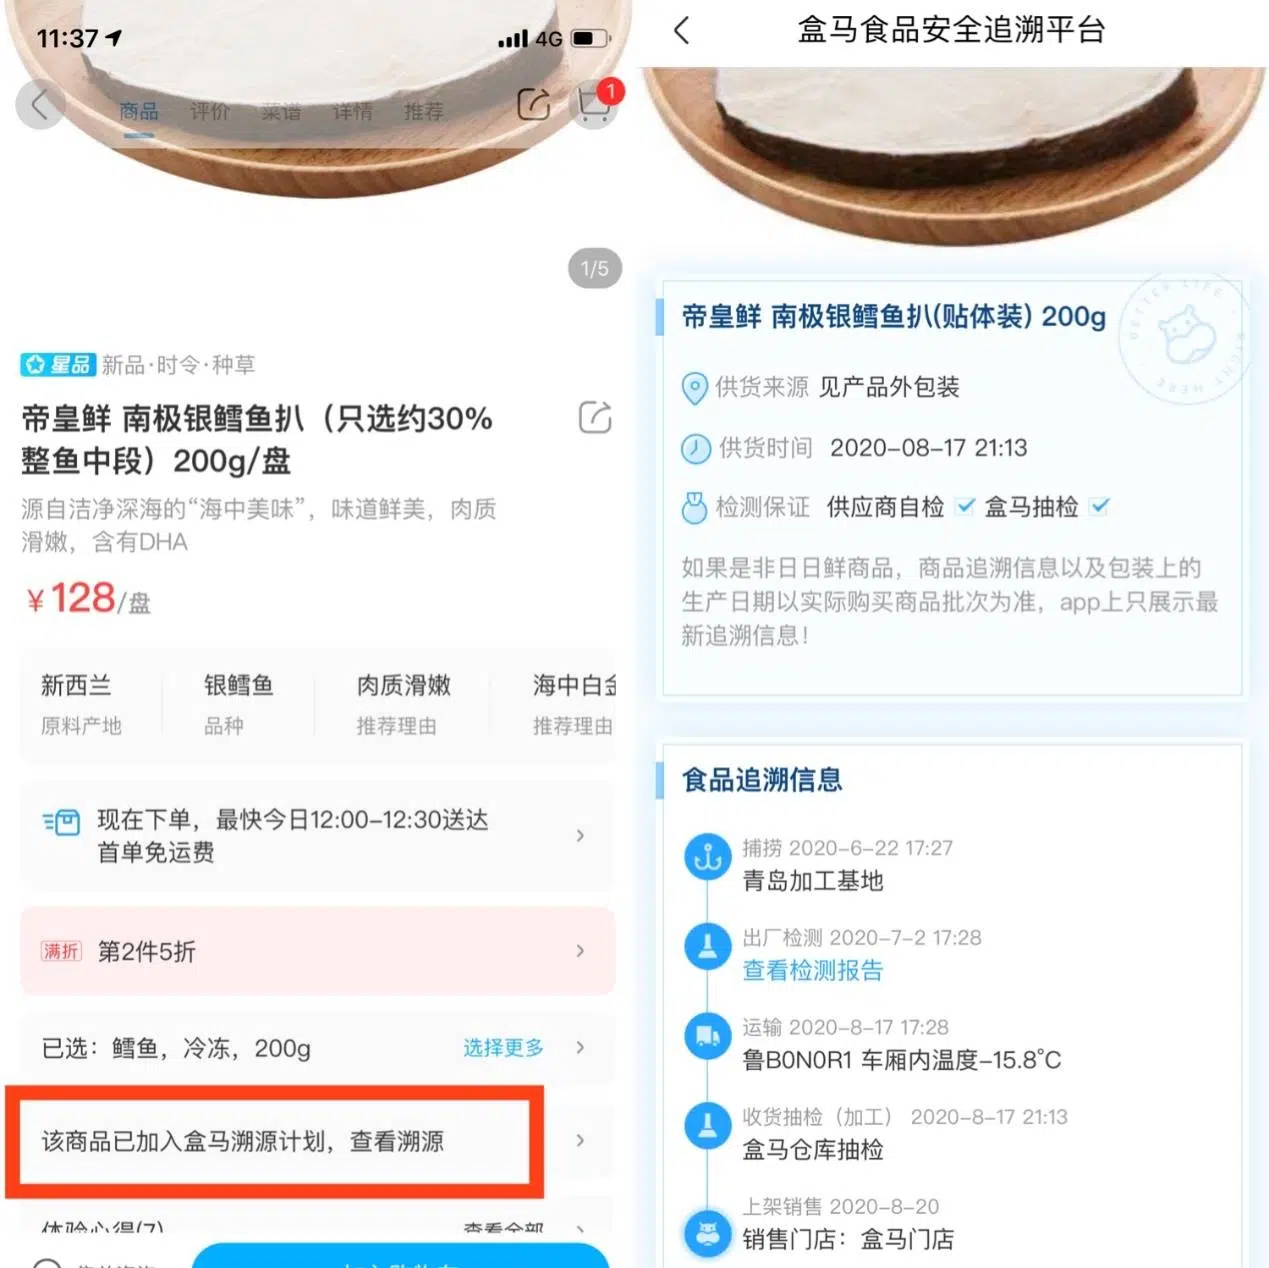 11:37
4G
商品 评价 菜谱 详情 推荐
1
1/5
星品 新品·时令·种草
帝皇鲜 南极银鳕鱼扒（只选约30%
整鱼中段）200g/盘
源自洁净深海的“海中美味”，味道鲜美，肉质
滑嫩，含有DHA
¥128/盘
新西兰 银鳕鱼 肉质滑嫩 海中白金
原料产地 品种 推荐理由 推荐理由
现在下单，最快今日12:00-12:30送达
首单免运费
满折 第2件5折
已选：鳕鱼，冷冻，200g 选择更多
该商品已加入盒马溯源计划，查看溯源
体验心得(7) 查看全部
盒马食品安全追溯平台
帝皇鲜 南极银鳕鱼扒(贴体装) 200g
BETTER LIFE
RIGHT HERE
供货来源 见产品外包装
供货时间 2020-08-17 21:13
检测保证 供应商自检 盒马抽检
如果是非日日鲜商品，商品追溯信息以及包装上的
生产日期以实际购买商品批次为准，app上只展示最
新追溯信息！
食品追溯信息
捕捞 2020-6-22 17:27
青岛加工基地
出厂检测 2020-7-2 17:28
查看检测报告
运输 2020-8-17 17:28
鲁B0N0R1 车厢内温度-15.8°C
收货抽检（加工） 2020-8-17 21:13
盒马仓库抽检
上架销售 2020-8-20
销售门店：盒马门店